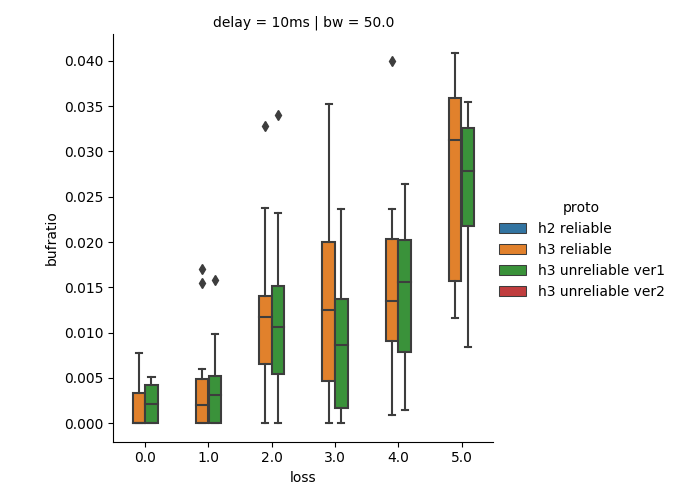 delay = 10ms | bw = 50.0
0.040
0.035
0.030
0.025
0.020
0.015
0.010
0.005
0.000
bufratio
0.0 1.0 2.0 3.0 4.0 5.0
loss
proto
h2 reliable
h3 reliable
h3 unreliable ver1
h3 unreliable ver2